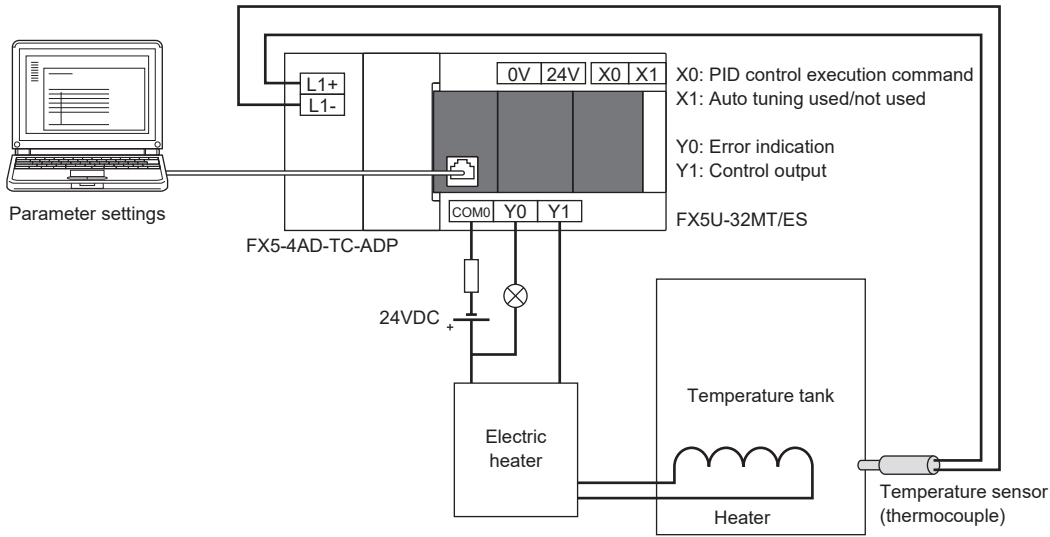 L1+
L1-
0V 24V X0 X1
X0: PID control execution command
X1: Auto tuning used/not used
Y0: Error indication
Y1: Control output
Parameter settings
COM0 Y0 Y1
FX5U-32MT/ES
FX5-4AD-TC-ADP
24VDC
+
Temperature tank
Electric
heater
Temperature sensor
(thermocouple)
Heater